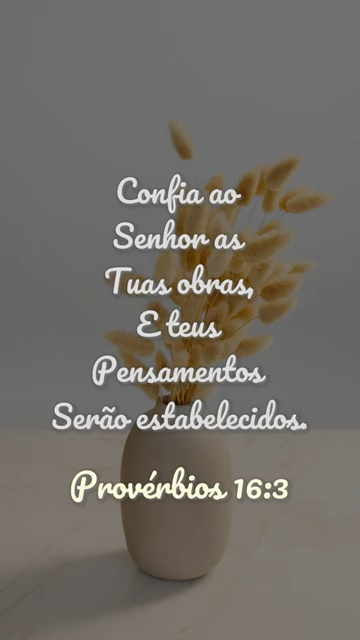 Confia ao
Senhor as
Tuas obras,
E teus
Pensamentos
Serão estabelecidos.
Provérbios 16:3